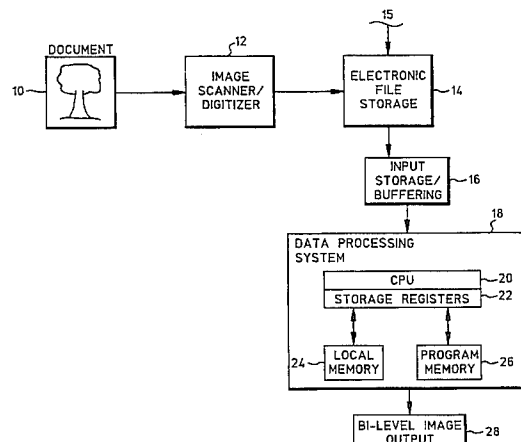 15
DOCUMENT
12
10
IMAGE
SCANNER/
DIGITIZER
ELECTRONIC
FILE
STORAGE
14
INPUT
STORAGE/
BUFFERING
16
18
DATA PROCESSING
SYSTEM
CPU
20
STORAGE REGISTERS
22
24
LOCAL
MEMORY
PROGRAM
MEMORY
26
BI-LEVEL IMAGE
OUTPUT
28